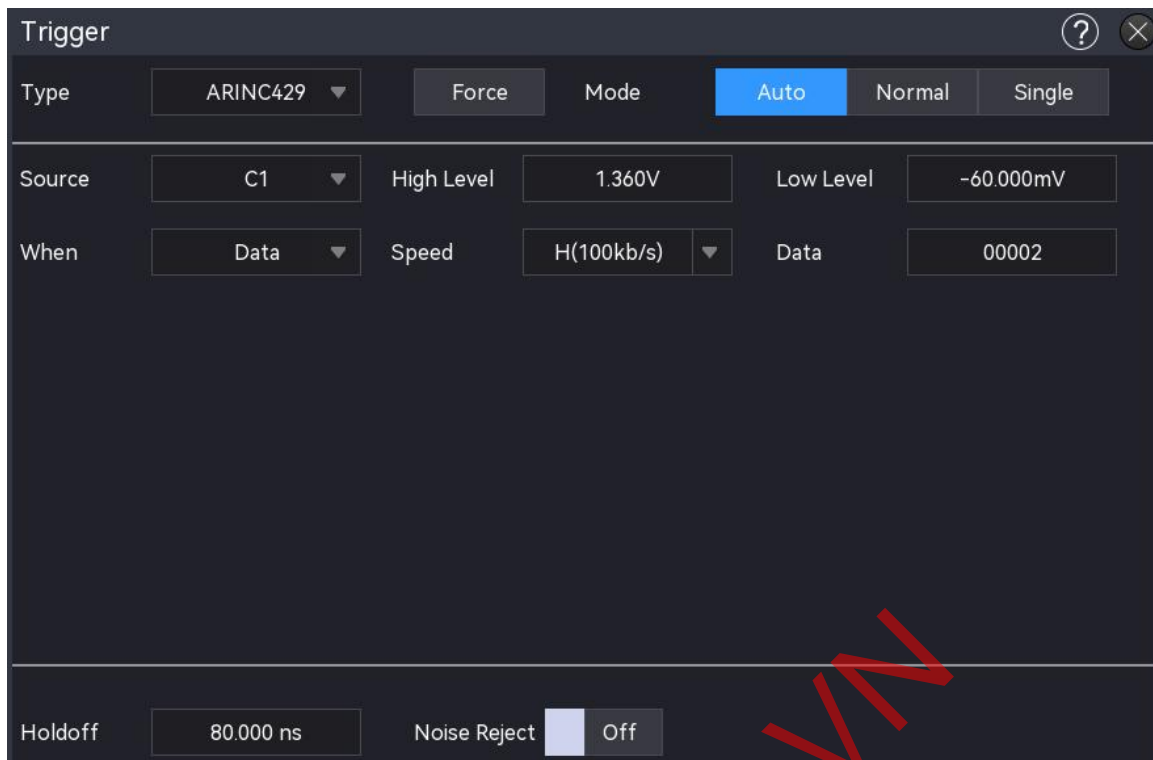 Trigger ?
Type ARINC429 Force Mode Auto Normal Single
Source C1 High Level 1.360V Low Level -60.000mV
When Data Speed H(100kb/s) Data 00002
Holdoff 80.000 ns Noise Reject Off
VN